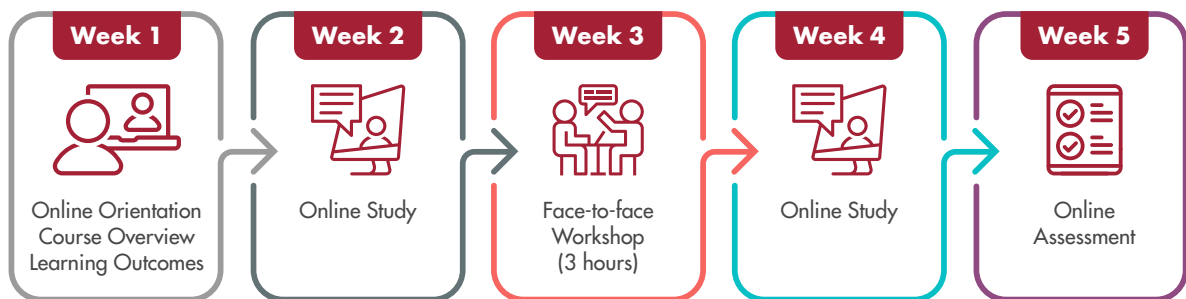 Week 1
Online Orientation
Course Overview
Learning Outcomes
Week 2
Online Study
Week 3
Face-to-face
Workshop
(3 hours)
Week 4
Online Study
Week 5
Online
Assessment